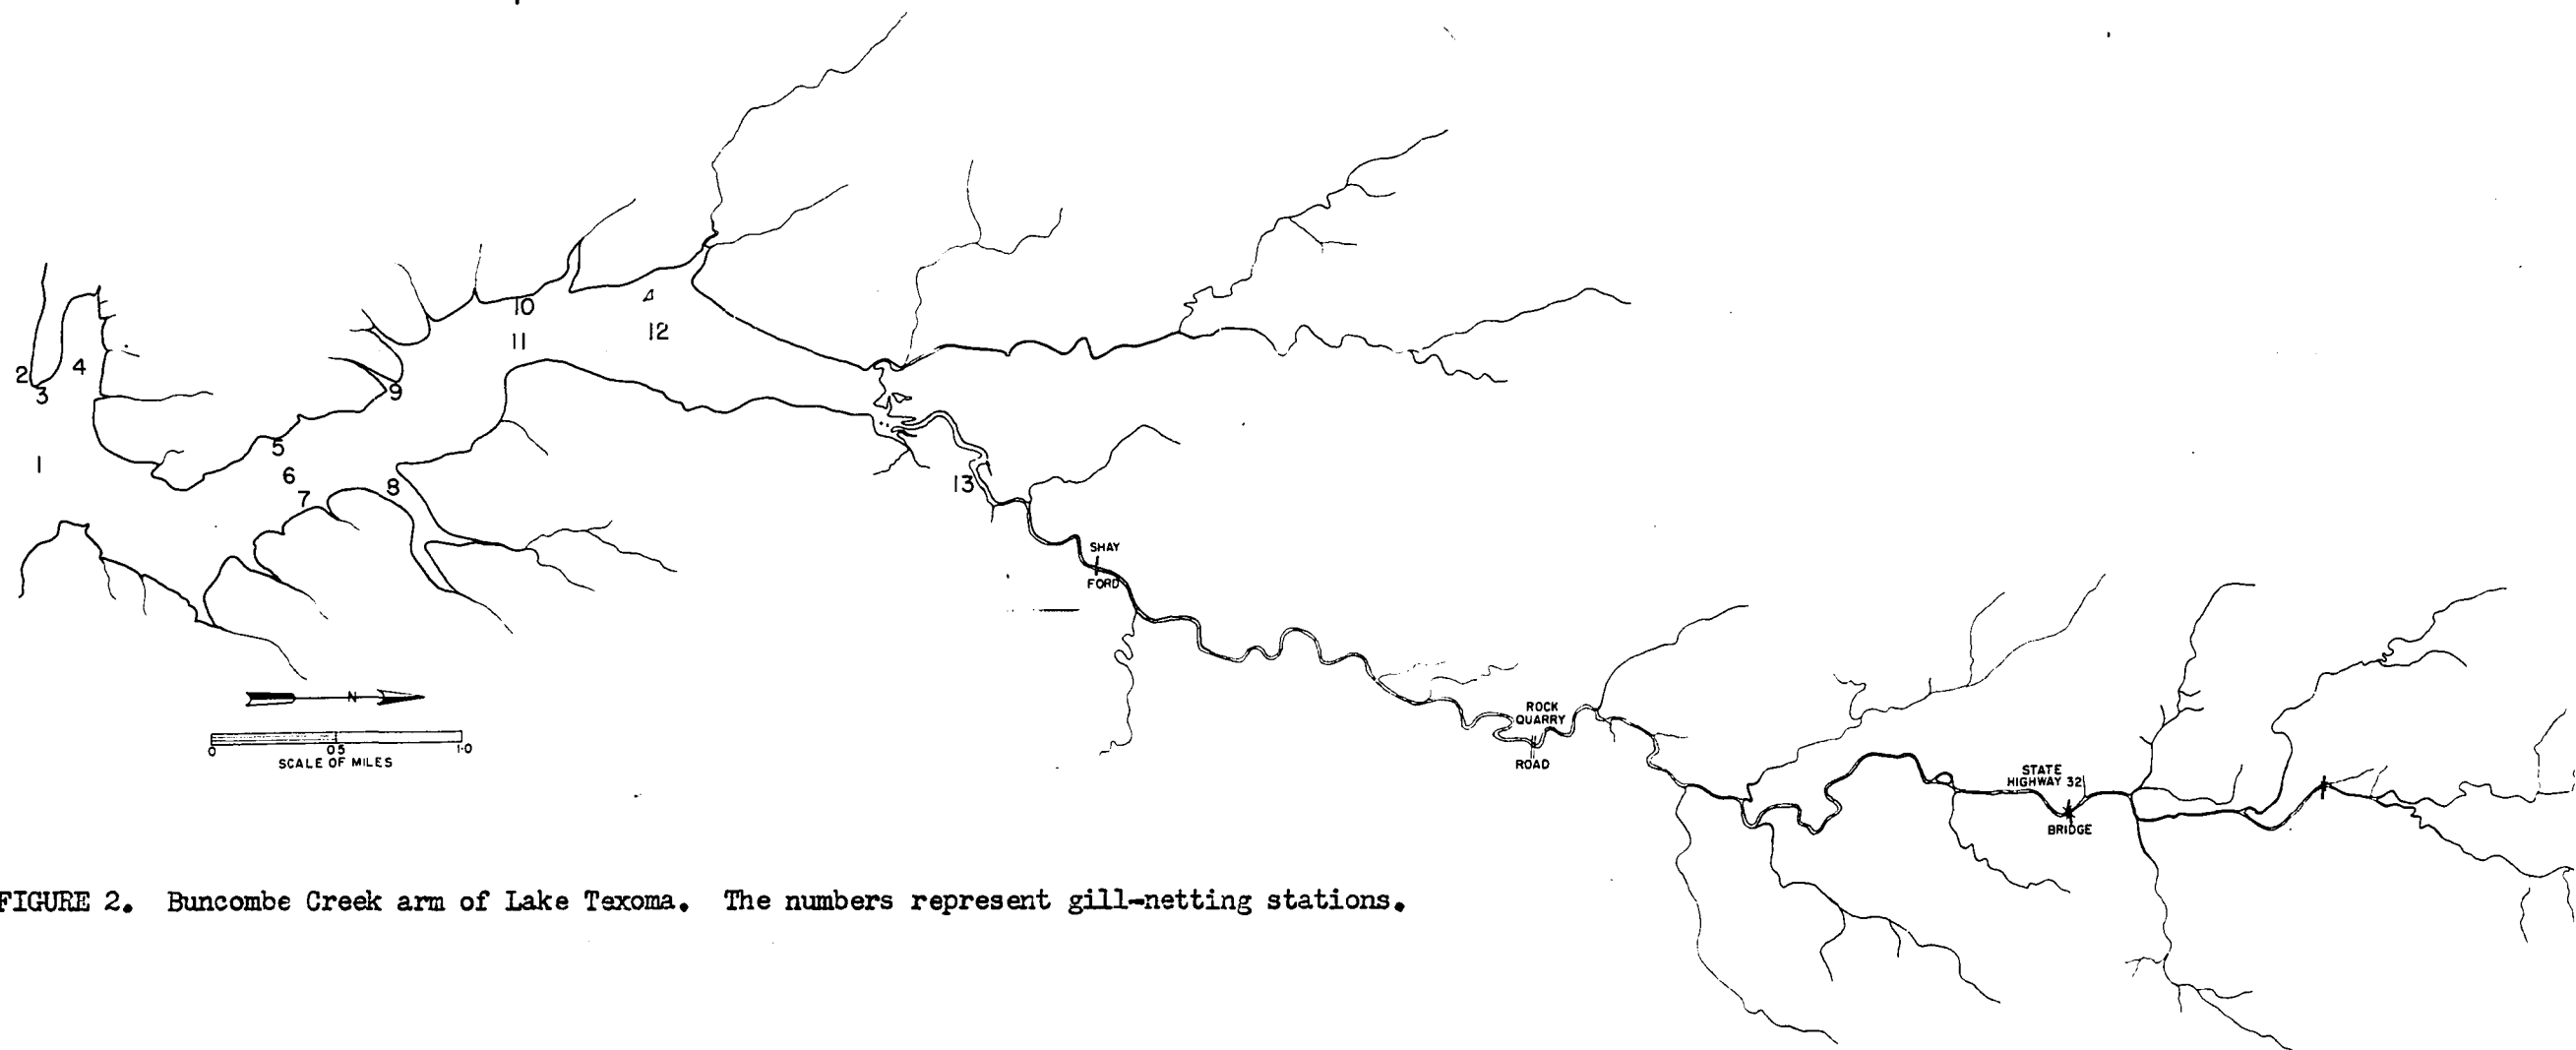 10
12
11
2
4
3
9
5
1
6
7
8
13
SHAY
FORD
N
0 0.5 1.0
SCALE OF MILES
ROCK
QUARRY
ROAD
STATE
HIGHWAY 32
BRIDGE
FIGURE 2. Buncombe Creek arm of Lake Texoma. The numbers represent gill-netting stations.